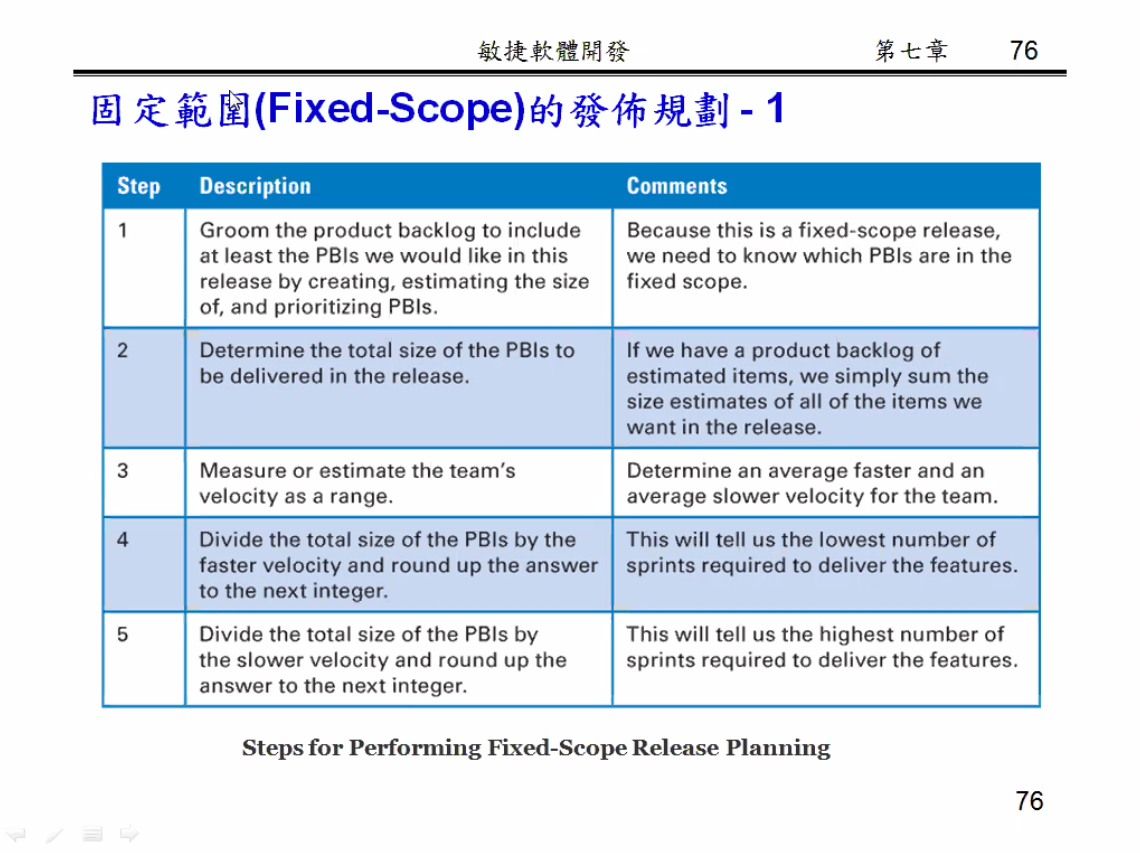 敏捷軟體開發 第七章 76
固定範圍(Fixed-Scope)的發佈規劃 - 1
Step Description Comments
1 Groom the product backlog to include
at least the PBIs we would like in this
release by creating, estimating the size
of, and prioritizing PBIs.
Because this is a fixed-scope release,
we need to know which PBIs are in the
fixed scope.
2 Determine the total size of the PBIs to
be delivered in the release.
If we have a product backlog of
estimated items, we simply sum the
size estimates of all of the items we
want in the release.
3 Measure or estimate the team's
velocity as a range.
Determine an average faster and an
average slower velocity for the team.
4 Divide the total size of the PBIs by the
faster velocity and round up the answer
to the next integer.
This will tell us the lowest number of
sprints required to deliver the features.
5 Divide the total size of the PBIs by
the slower velocity and round up the
answer to the next integer.
This will tell us the highest number of
sprints required to deliver the features.
Steps for Performing Fixed-Scope Release Planning
76